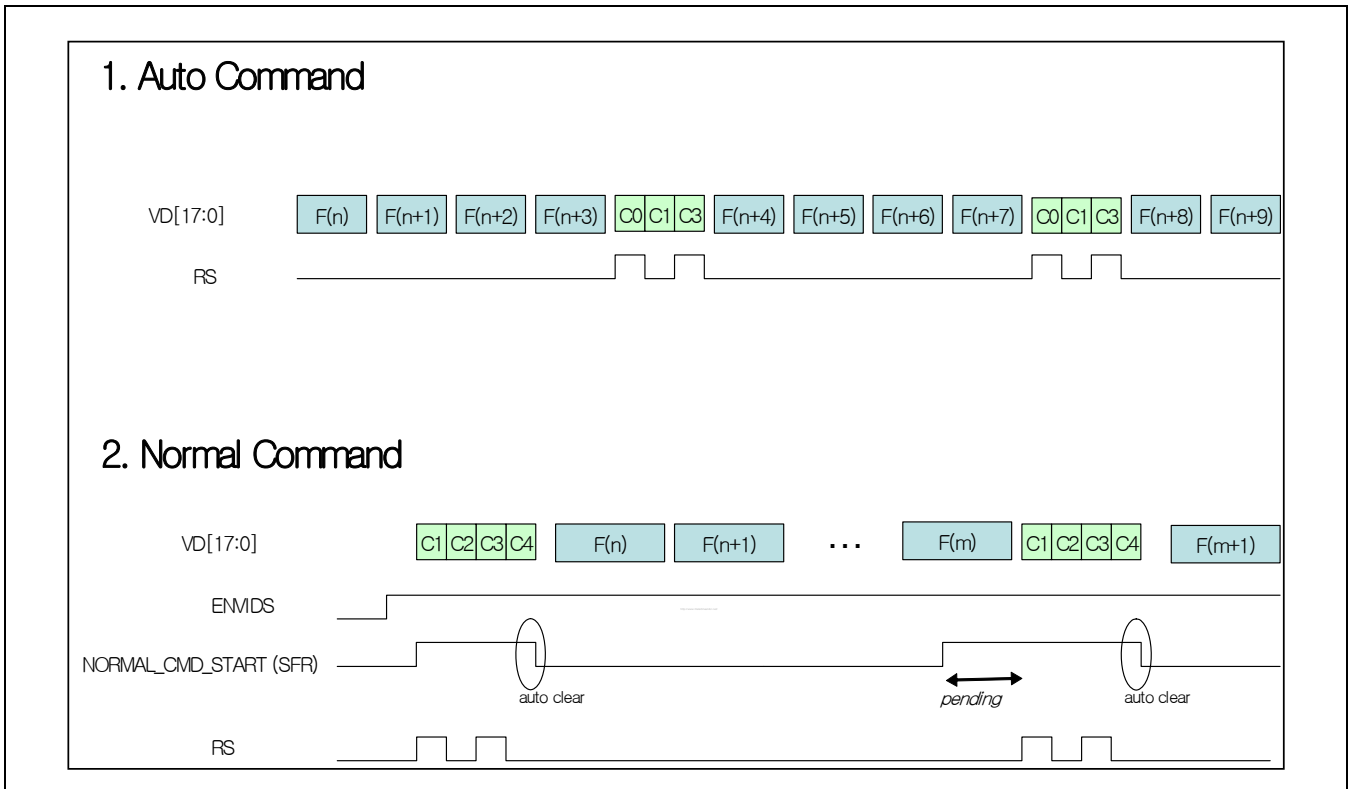 1. Auto Command
VD[17:0] F(n) F(n+1) F(n+2) F(n+3) C0 C1 C3 F(n+4) F(n+5) F(n+6) F(n+7) C0 C1 C3 F(n+8) F(n+9)
RS
2. Normal Command
VD[17:0] C1 C2 C3 C4 F(n) F(n+1) ... F(m) C1 C2 C3 C4 F(m+1)
ENVIDS
NORMAL_CMD_START (SFR)
auto clear pending auto clear
RS